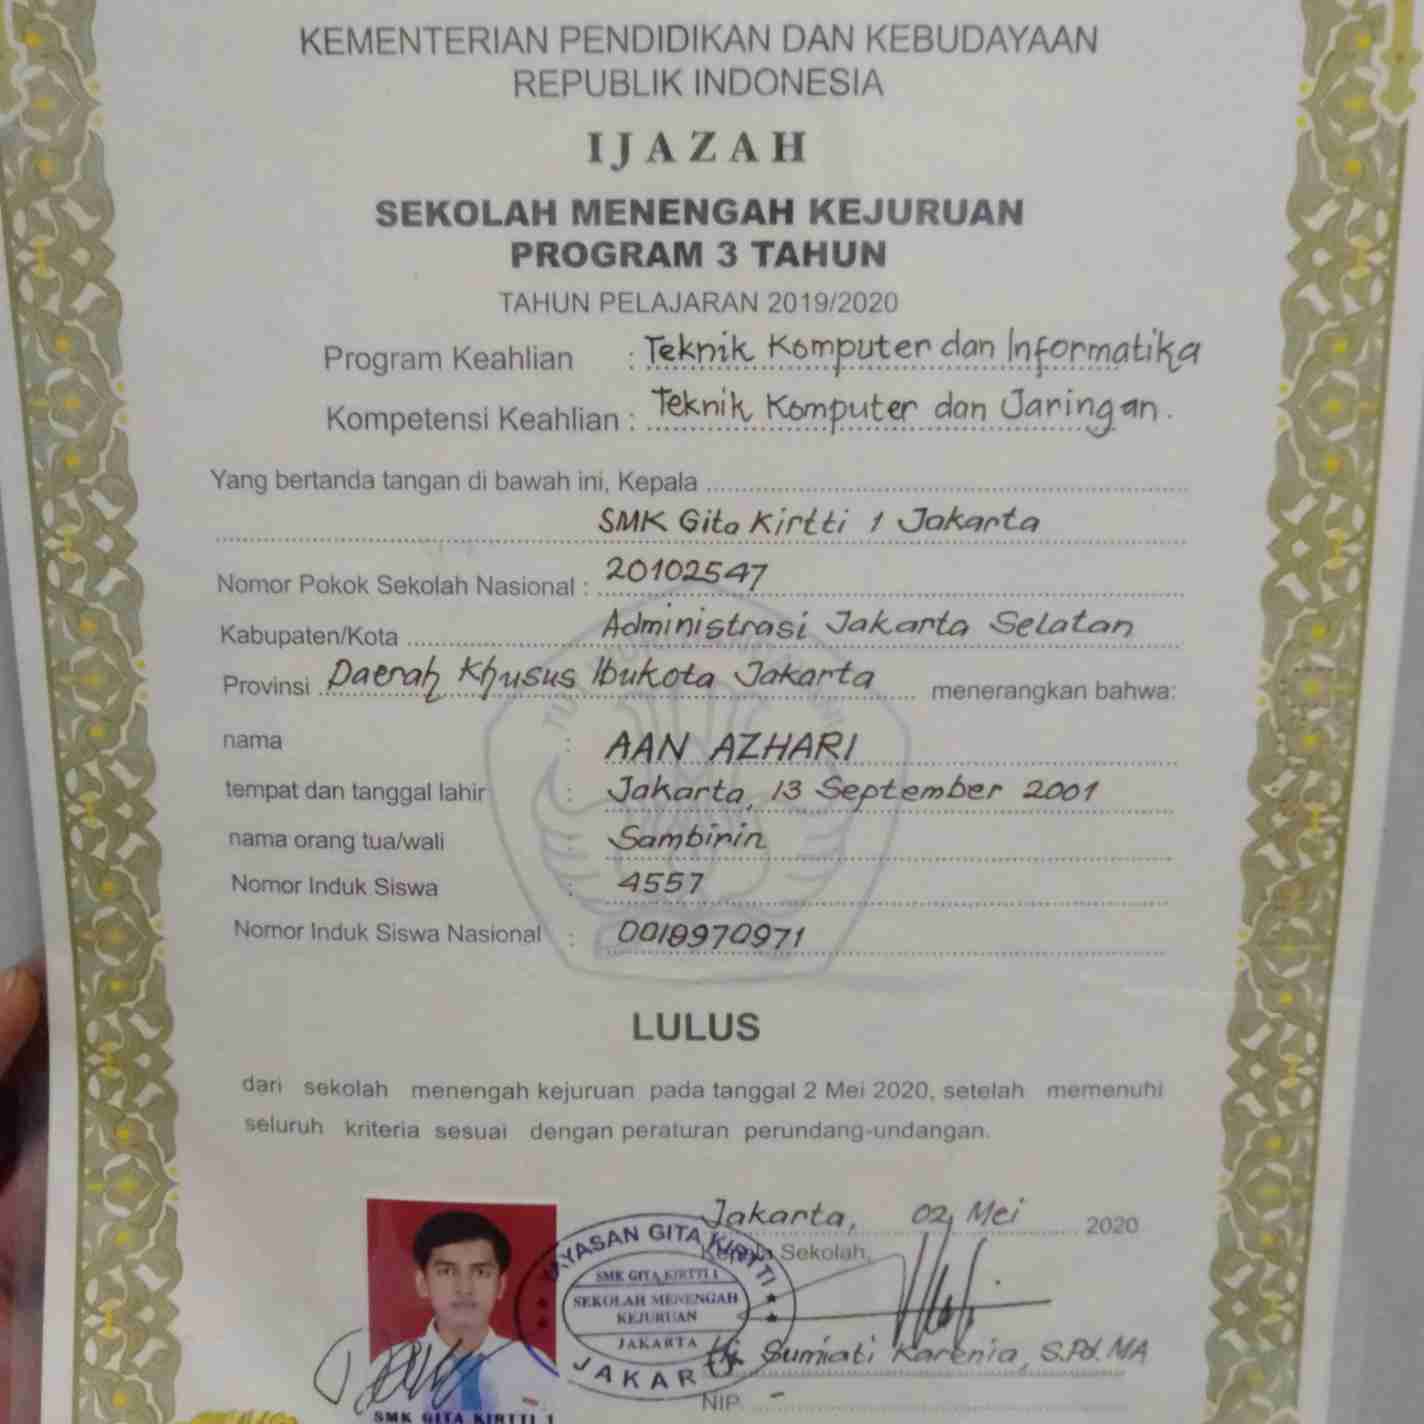 KEMENTERIAN PENDIDIKAN DAN KEBUDAYAAN
REPUBLIK INDONESIA
IJAZAH
SEKOLAH MENENGAH KEJURUAN
PROGRAM 3 TAHUN
TAHUN PELAJARAN 2019/2020
Program Keahlian : Teknik Komputer dan Informatika
Kompetensi Keahlian : Teknik Komputer dan Jaringan.
Yang bertanda tangan di bawah ini, Kepala
SMK Gita Kirtti 1 Jakarta
Nomor Pokok Sekolah Nasional : 20102547
Kabupaten/Kota Administrasi Jakarta Selatan
Provinsi Daerah Khusus Ibukota Jakarta menerangkan bahwa:
nama : AAN AZHARI
tempat dan tanggal lahir : Jakarta, 13 September 2001
nama orang tua/wali : Sambirin
Nomor Induk Siswa : 4557
Nomor Induk Siswa Nasional : 0018970971
LULUS
dari sekolah menengah kejuruan pada tanggal 2 Mei 2020, setelah memenuhi
seluruh kriteria sesuai dengan peraturan perundang-undangan.
Jakarta, 02 Mei 2020
Kepala Sekolah,
YAYASAN GITA KIRTTI
SMK GITA KIRTTI 1
SEKOLAH MENENGAH
KEJURUAN
JAKARTA
JAKAR
Hj. Sumiati Karenia, S.Pd. MA
NIP. -
SMK GITA KIRTTI 1